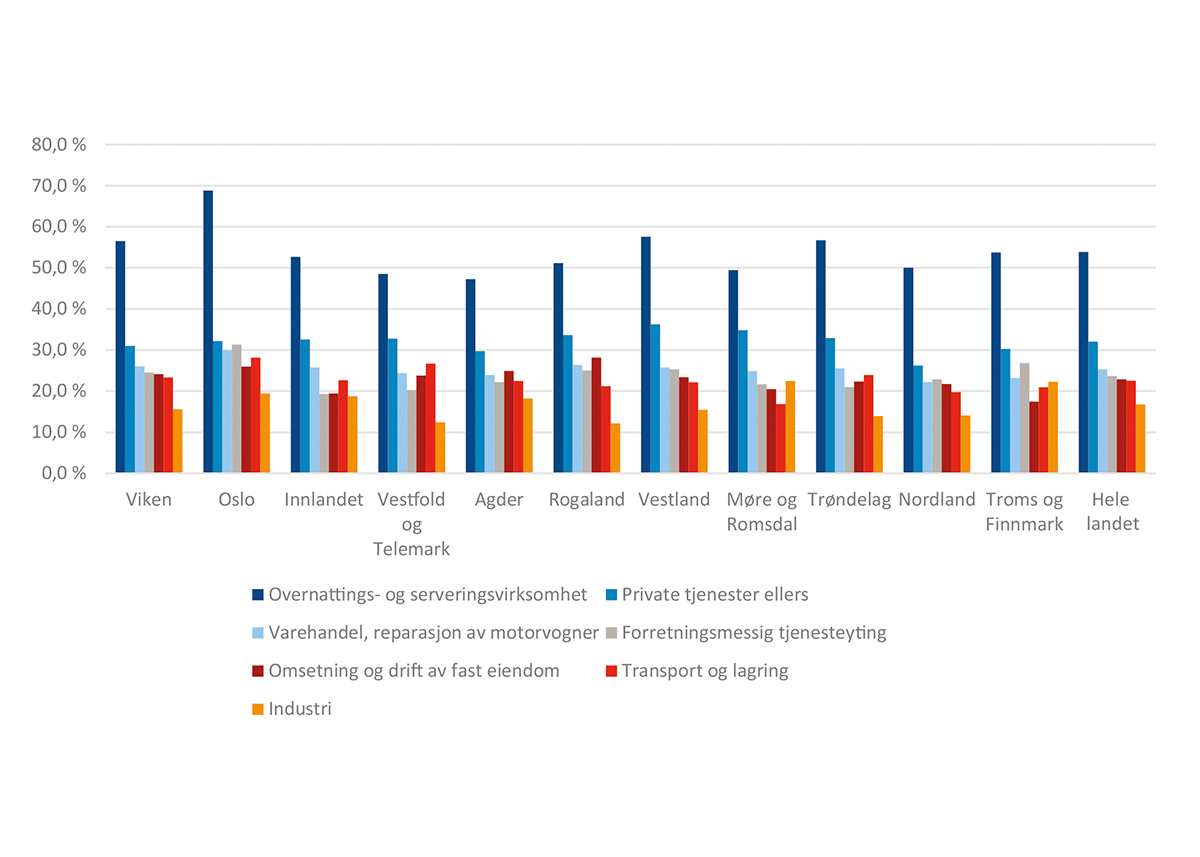 80,0 %
70,0 %
60,0 %
50,0 %
40,0 %
30,0 %
20,0 %
10,0 %
0,0 %
Viken
Oslo
Innlandet
Vestfold
og
Telemark
Agder
Rogaland
Vestland
Møre og
Romsdal
Trøndelag
Nordland
Troms og
Finnmark
Hele
landet
Overnattings- og serveringsvirksomhet
Private tjenester ellers
Varehandel, reparasjon av motorvogner
Forretningsmessig tjenesteyting
Omsetning og drift av fast eiendom
Transport og lagring
Industri